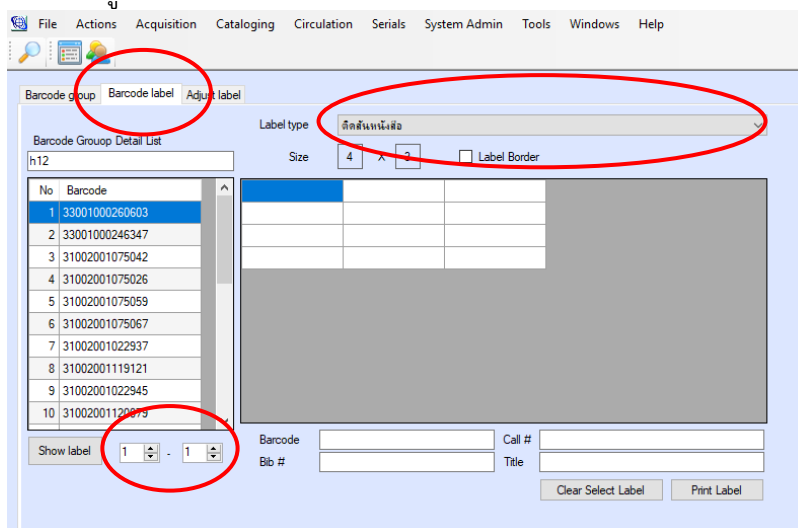 File Actions Acquisition Cataloging Circulation Serials System Admin Tools Windows Help
Barcode group Barcode label Adjust label
Label type ติดสันหนังสือ
Barcode Grouop Detail List
Size 4 X 3 Label Border
h12
No Barcode
1 33001000260603
2 33001000246347
3 31002001075042
4 31002001075026
5 31002001075059
6 31002001075067
7 31002001022937
8 31002001119121
9 31002001022945
10 31002001120079
Show label 1 - 1
Barcode Call #
Bib # Title
Clear Select Label Print Label